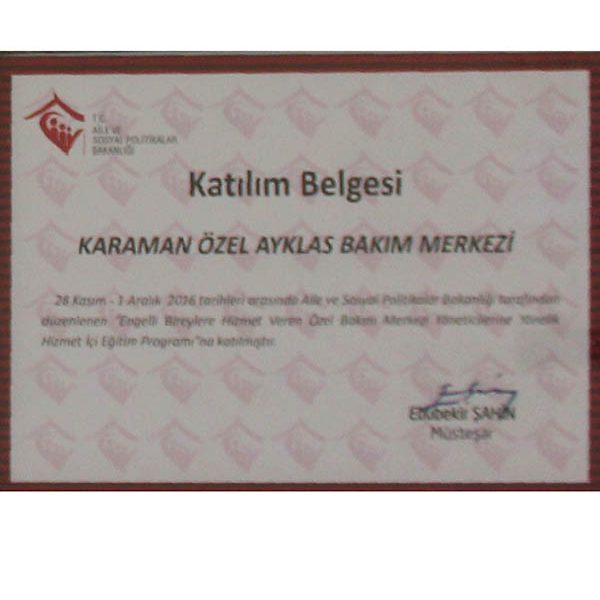 T.C.
AİLE VE
SOSYAL POLİTİKALAR
BAKANLIĞI
Katılım Belgesi
KARAMAN ÖZEL AYKLAS BAKIM MERKEZİ
28 Kasım - 1 Aralık 2016 tarihleri arasında Aile ve Sosyal Politikalar Bakanlığı tarafından
düzenlenen "Engelli Bireylere Hizmet Veren Özel Bakım Merkezi Yöneticilerine Yönelik
Hizmet İçi Eğitim Programı"na katılmıştır.
Ebubekir ŞAHİN
Müsteşar